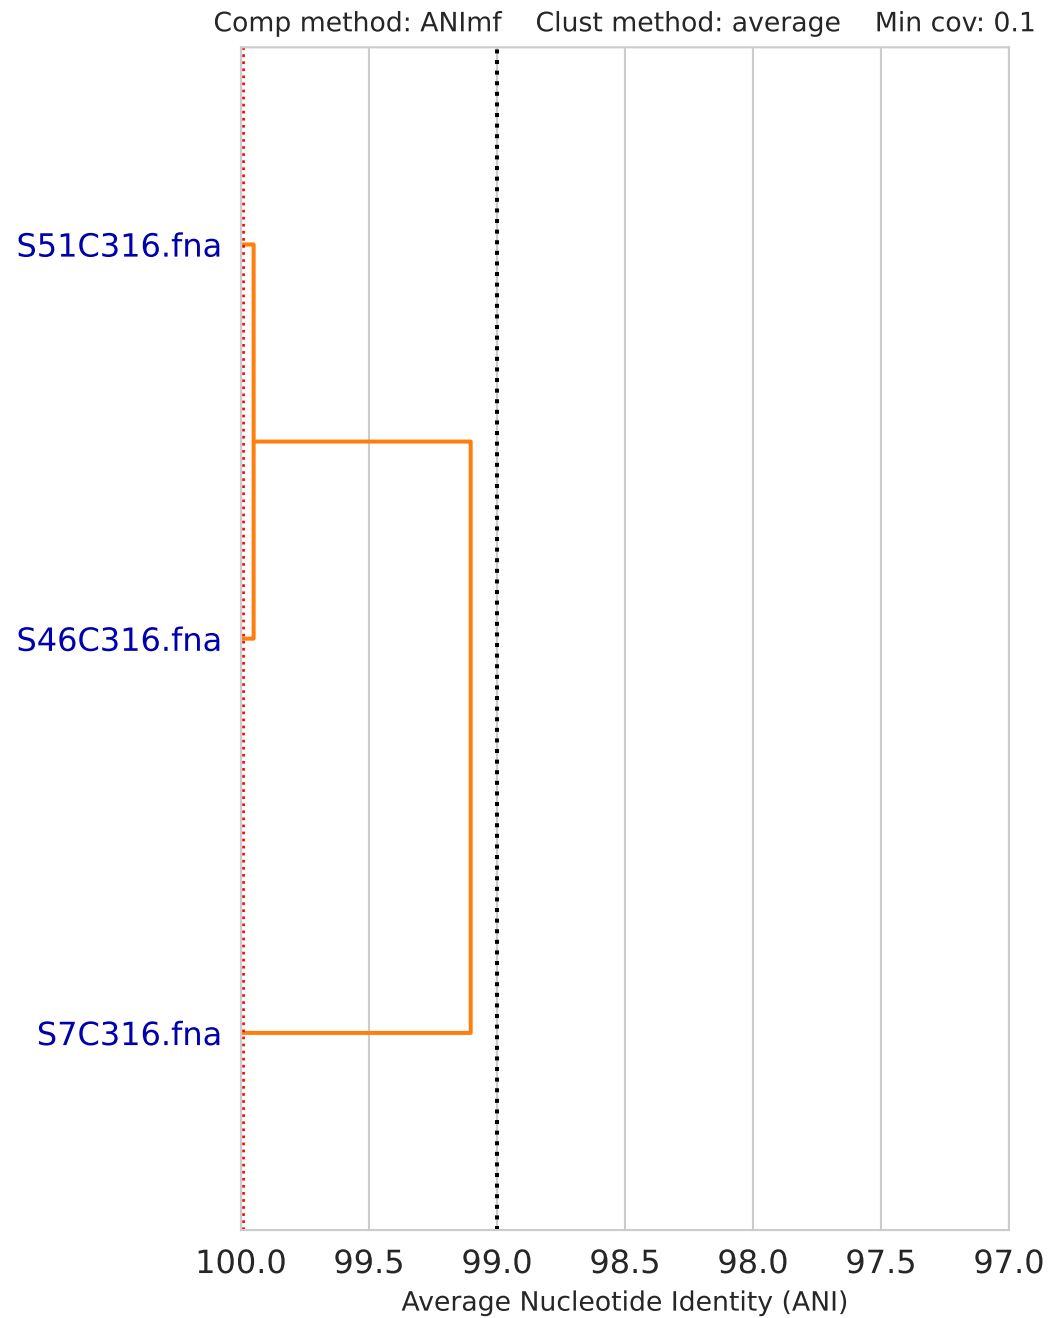 Comp method: ANImf    Clust method: average    Min cov: 0.1
S51C316.fna
S46C316.fna
S7C316.fna
100.0 99.5 99.0 98.5 98.0 97.5 97.0
Average Nucleotide Identity (ANI)